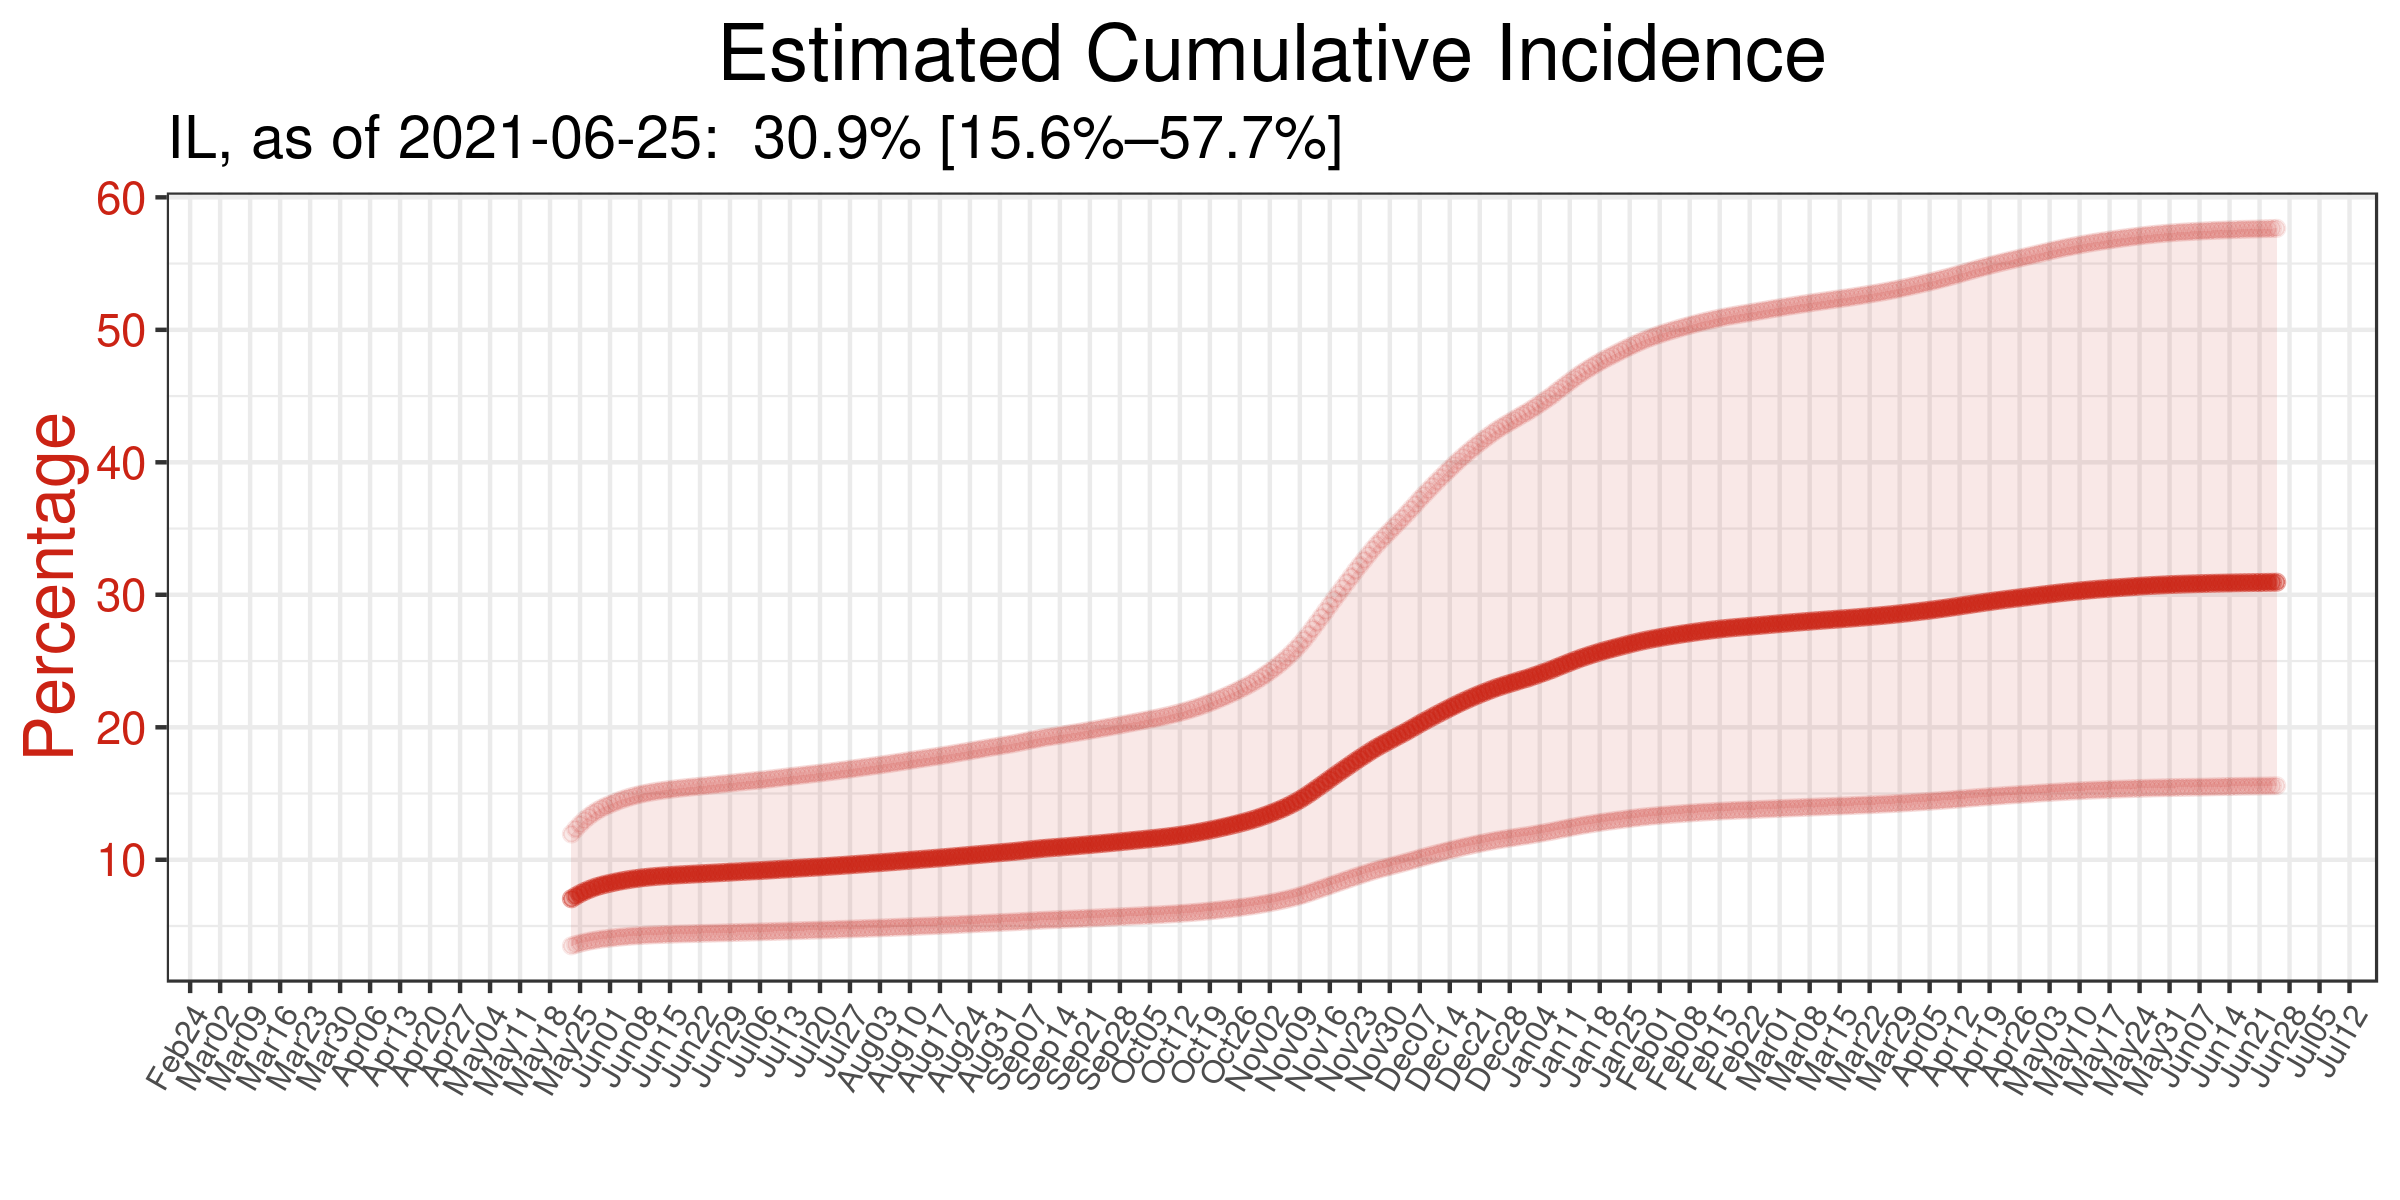 Estimated Cumulative Incidence
IL, as of 2021-06-25:  30.9% [15.6%–57.7%]
Percentage
60
50
40
30
20
10
Feb24
Mar02
Mar09
Mar16
Mar23
Mar30
Apr06
Apr13
Apr20
Apr27
May04
May11
May18
May25
Jun01
Jun08
Jun15
Jun22
Jun29
Jul06
Jul13
Jul20
Jul27
Aug03
Aug10
Aug17
Aug24
Aug31
Sep07
Sep14
Sep21
Sep28
Oct05
Oct12
Oct19
Oct26
Nov02
Nov09
Nov16
Nov23
Nov30
Dec07
Dec14
Dec21
Dec28
Jan04
Jan11
Jan18
Jan25
Feb01
Feb08
Feb15
Feb22
Mar01
Mar08
Mar15
Mar22
Mar29
Apr05
Apr12
Apr19
Apr26
May03
May10
May17
May24
May31
Jun07
Jun14
Jun21
Jun28
Jul05
Jul12